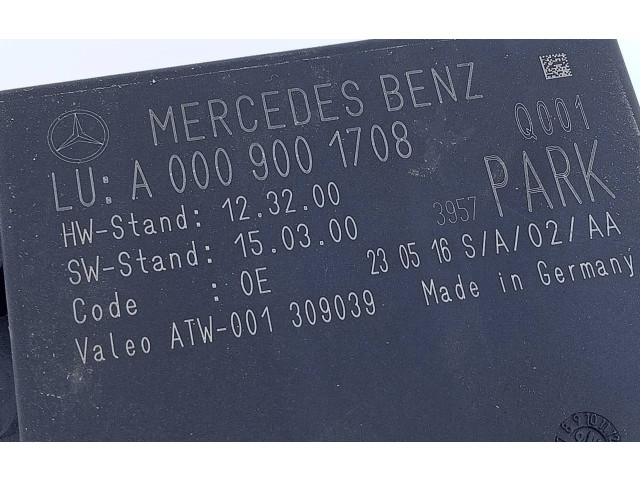 MERCEDES BENZ
LU: A 000 900 1708
Q001
HW-Stand: 12.32.00
3957 PARK
SW-Stand: 15.03.00
23 05 16 S/A/02/AA
Code : 0E
Made in Germany
Valeo ATW-001 309039